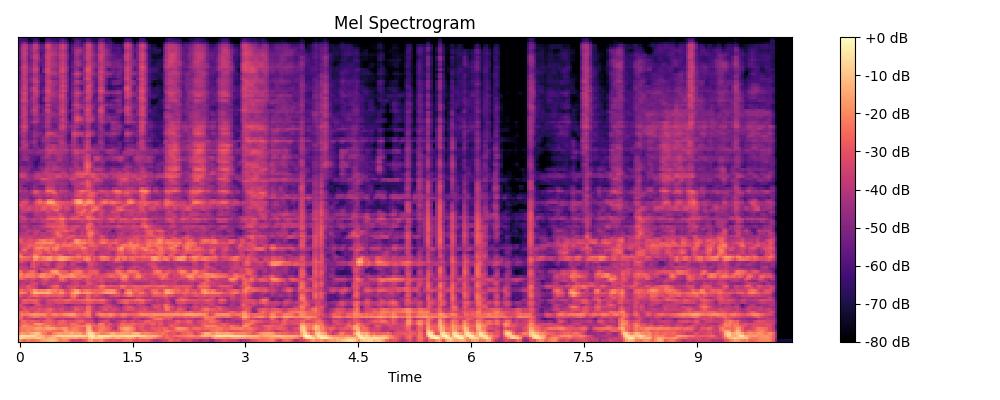 Mel Spectrogram
+0 dB
-10 dB
-20 dB
-30 dB
-40 dB
-50 dB
-60 dB
-70 dB
-80 dB
0 1.5 3 4.5 6 7.5 9
Time